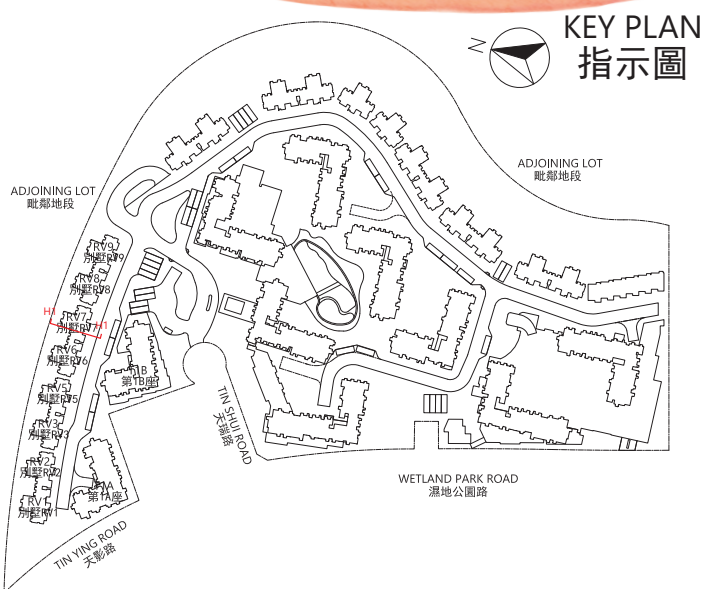 KEY PLAN
指示圖
N
ADJOINING LOT
毗鄰地段
ADJOINING LOT
毗鄰地段
RV9
別墅RV9
RV8
別墅RV8
H1
RV7
別墅RV7
H1
RV6
別墅RV6
RV5
別墅RV5
RV3
別墅RV3
RV2
別墅RV2
RV1
別墅RV1
T1B
第1B座
T1A
第1A座
TIN SHUI ROAD
天瑞路
WETLAND PARK ROAD
濕地公園路
TIN YING ROAD
天影路